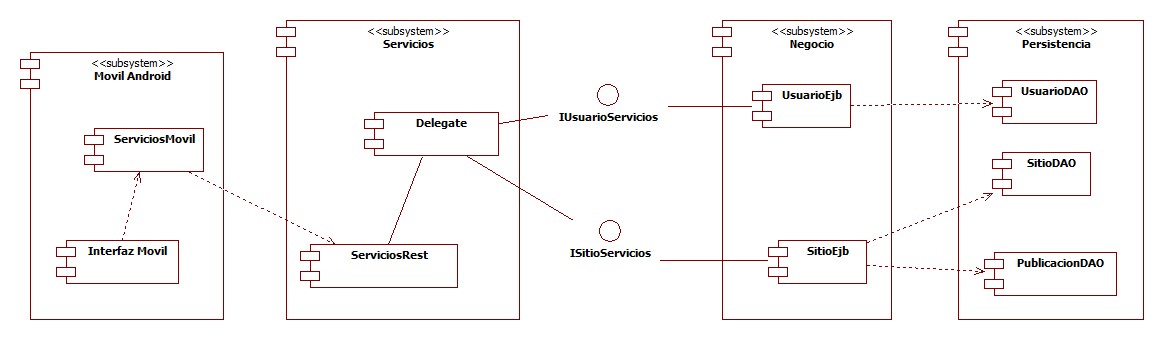 <<subsystem>>
Movil Android
ServiciosMovil
Interfaz Movil
<<subsystem>>
Servicios
Delegate
ServiciosRest
IUsuarioServicios
ISitioServicios
<<subsystem>>
Negocio
UsuarioEjb
SitioEjb
<<subsystem>>
Persistencia
UsuarioDAO
SitioDAO
PublicacionDAO